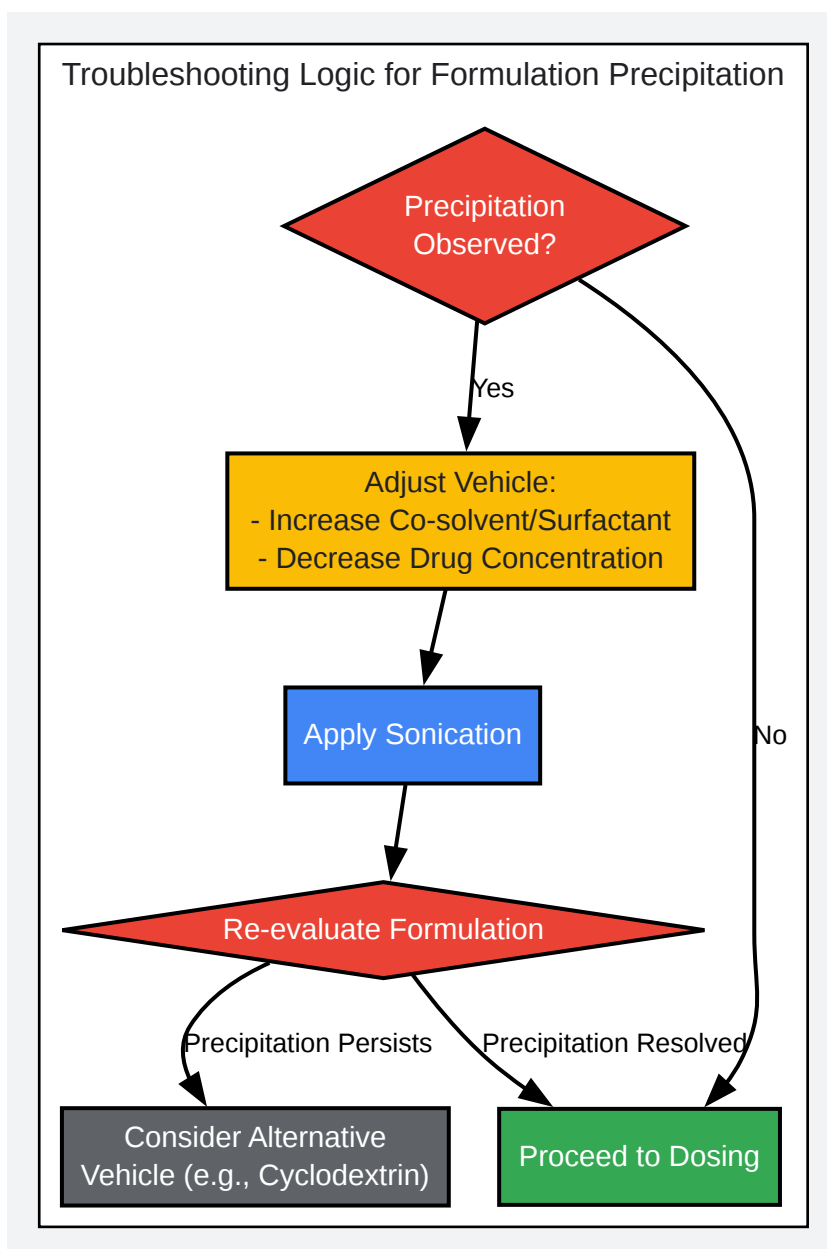 Troubleshooting Logic for Formulation Precipitation
Precipitation
Observed?
Yes
Adjust Vehicle:
- Increase Co-solvent/Surfactant
- Decrease Drug Concentration
Apply Sonication
No
Re-evaluate Formulation
Precipitation Persists
Precipitation Resolved
Consider Alternative
Vehicle (e.g., Cyclodextrin)
Proceed to Dosing